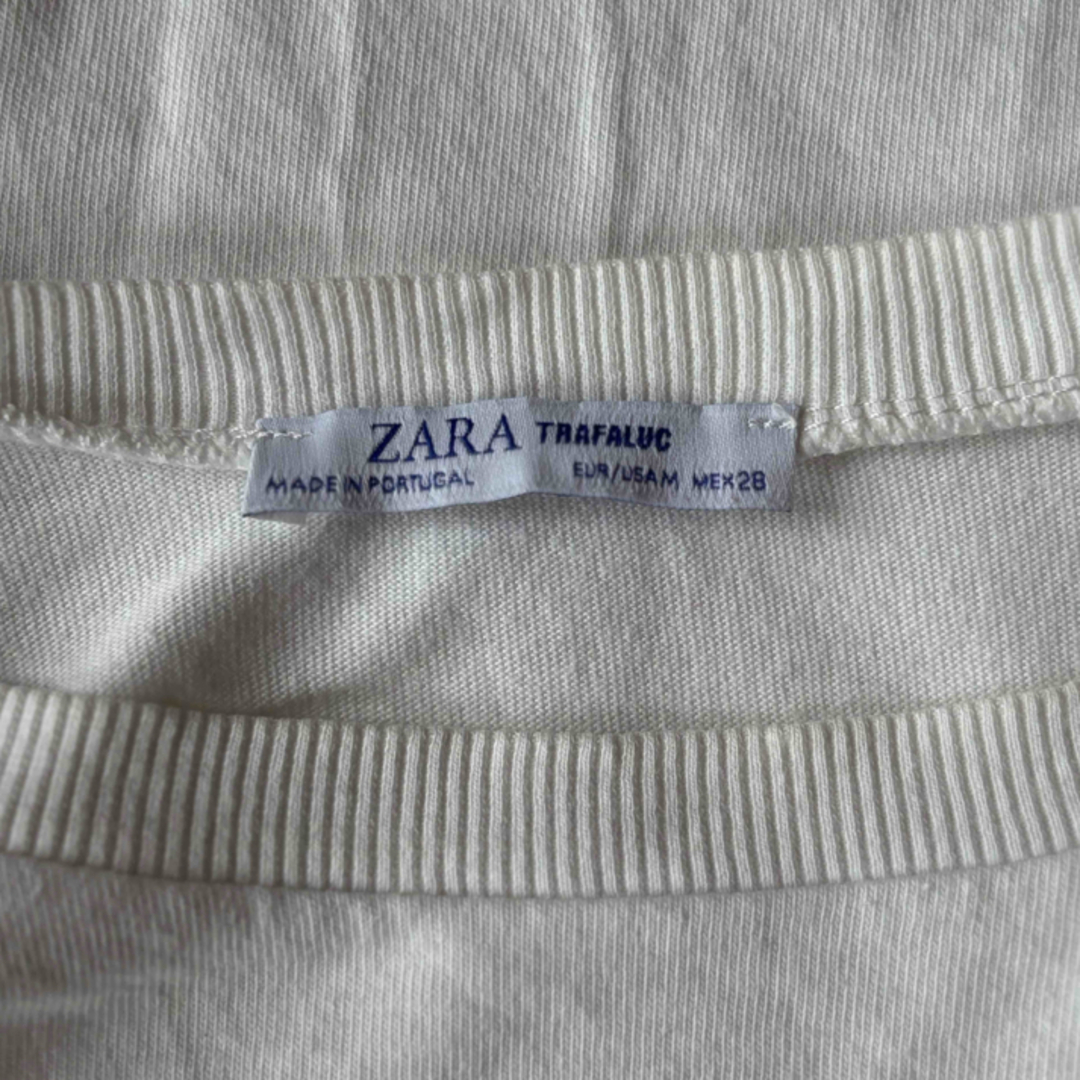 ZARA TRAFALUC
MADE IN PORTUGAL EUR/USA M MEX 28